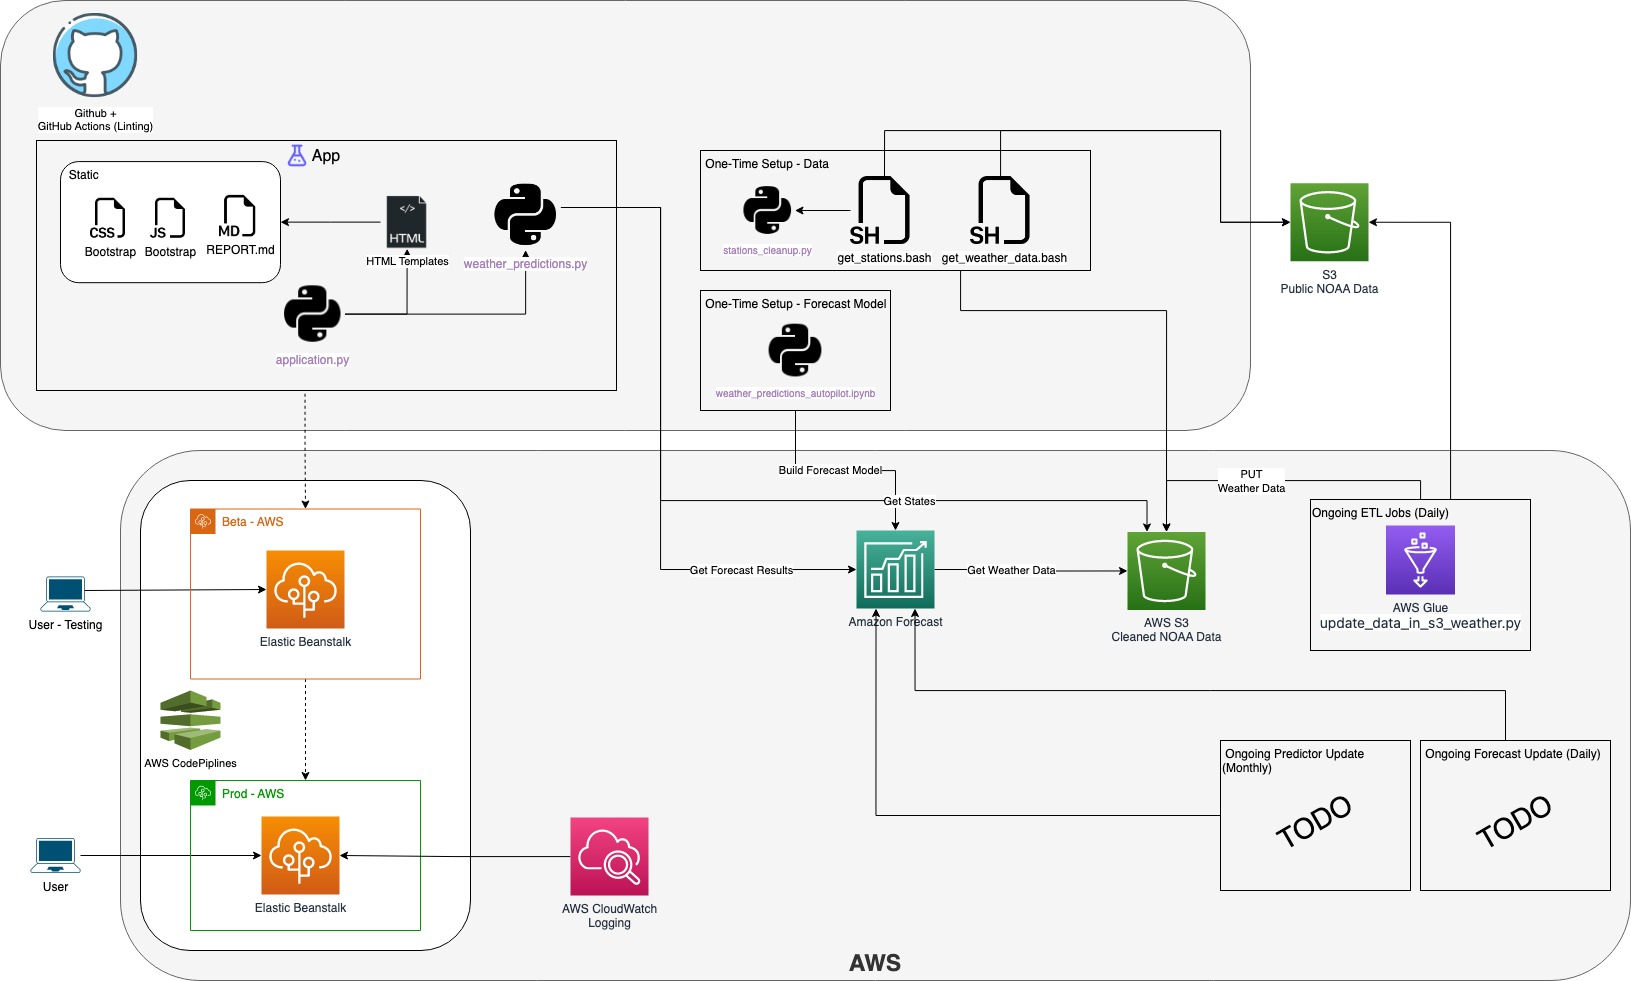 Github +
GitHub Actions (Linting)
App
Static
CSS
Bootstrap
JS
Bootstrap
MD
REPORT.md
</>
HTML
HTML Templates
weather_predictions.py
application.py
One-Time Setup - Data
stations_cleanup.py
SH
get_stations.bash
SH
get_weather_data.bash
One-Time Setup - Forecast Model
weather_predictions_autopilot.ipynb
S3
Public NOAA Data
Build Forecast Model
Get States
PUT
Weather Data
Get Forecast Results
Get Weather Data
Amazon Forecast
AWS S3
Cleaned NOAA Data
Ongoing ETL Jobs (Daily)
AWS Glue
update_data_in_s3_weather.py
Beta - AWS
Elastic Beanstalk
User - Testing
AWS CodePiplines
Prod - AWS
Elastic Beanstalk
User
AWS CloudWatch
Logging
Ongoing Predictor Update
(Monthly)
TODO
Ongoing Forecast Update (Daily)
TODO
AWS